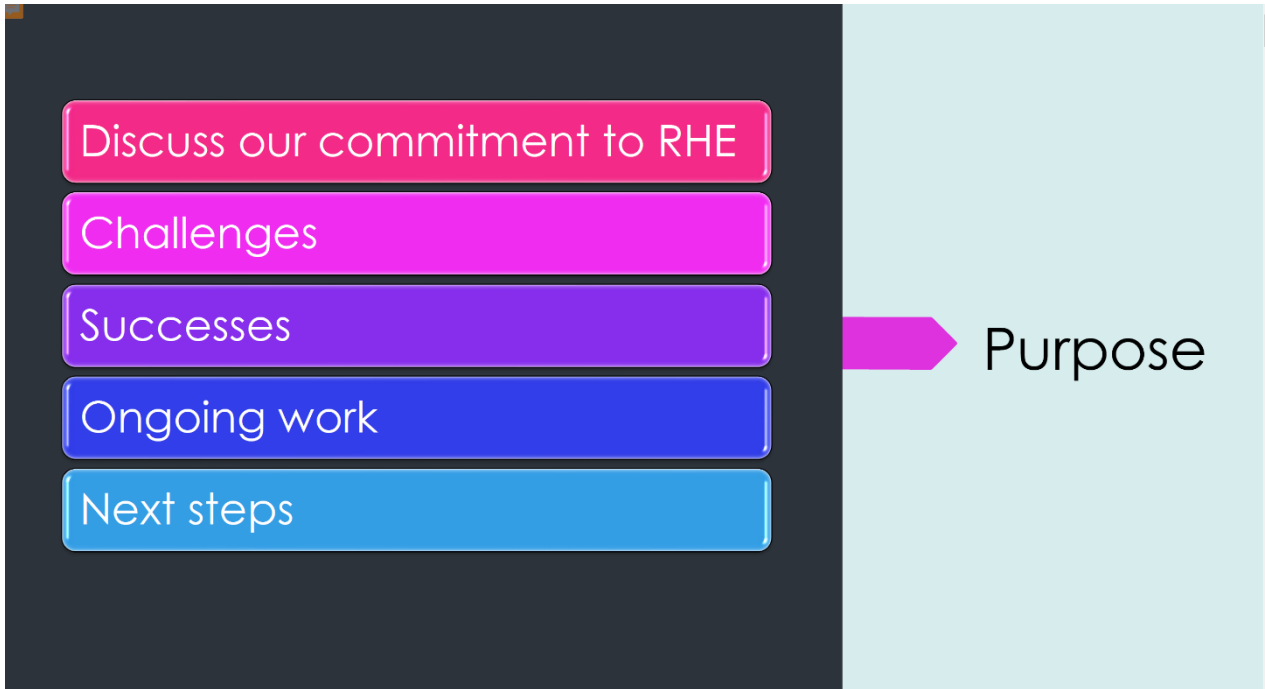 Discuss our commitment to RHE
Challenges
Successes
Ongoing work
Next steps
Purpose